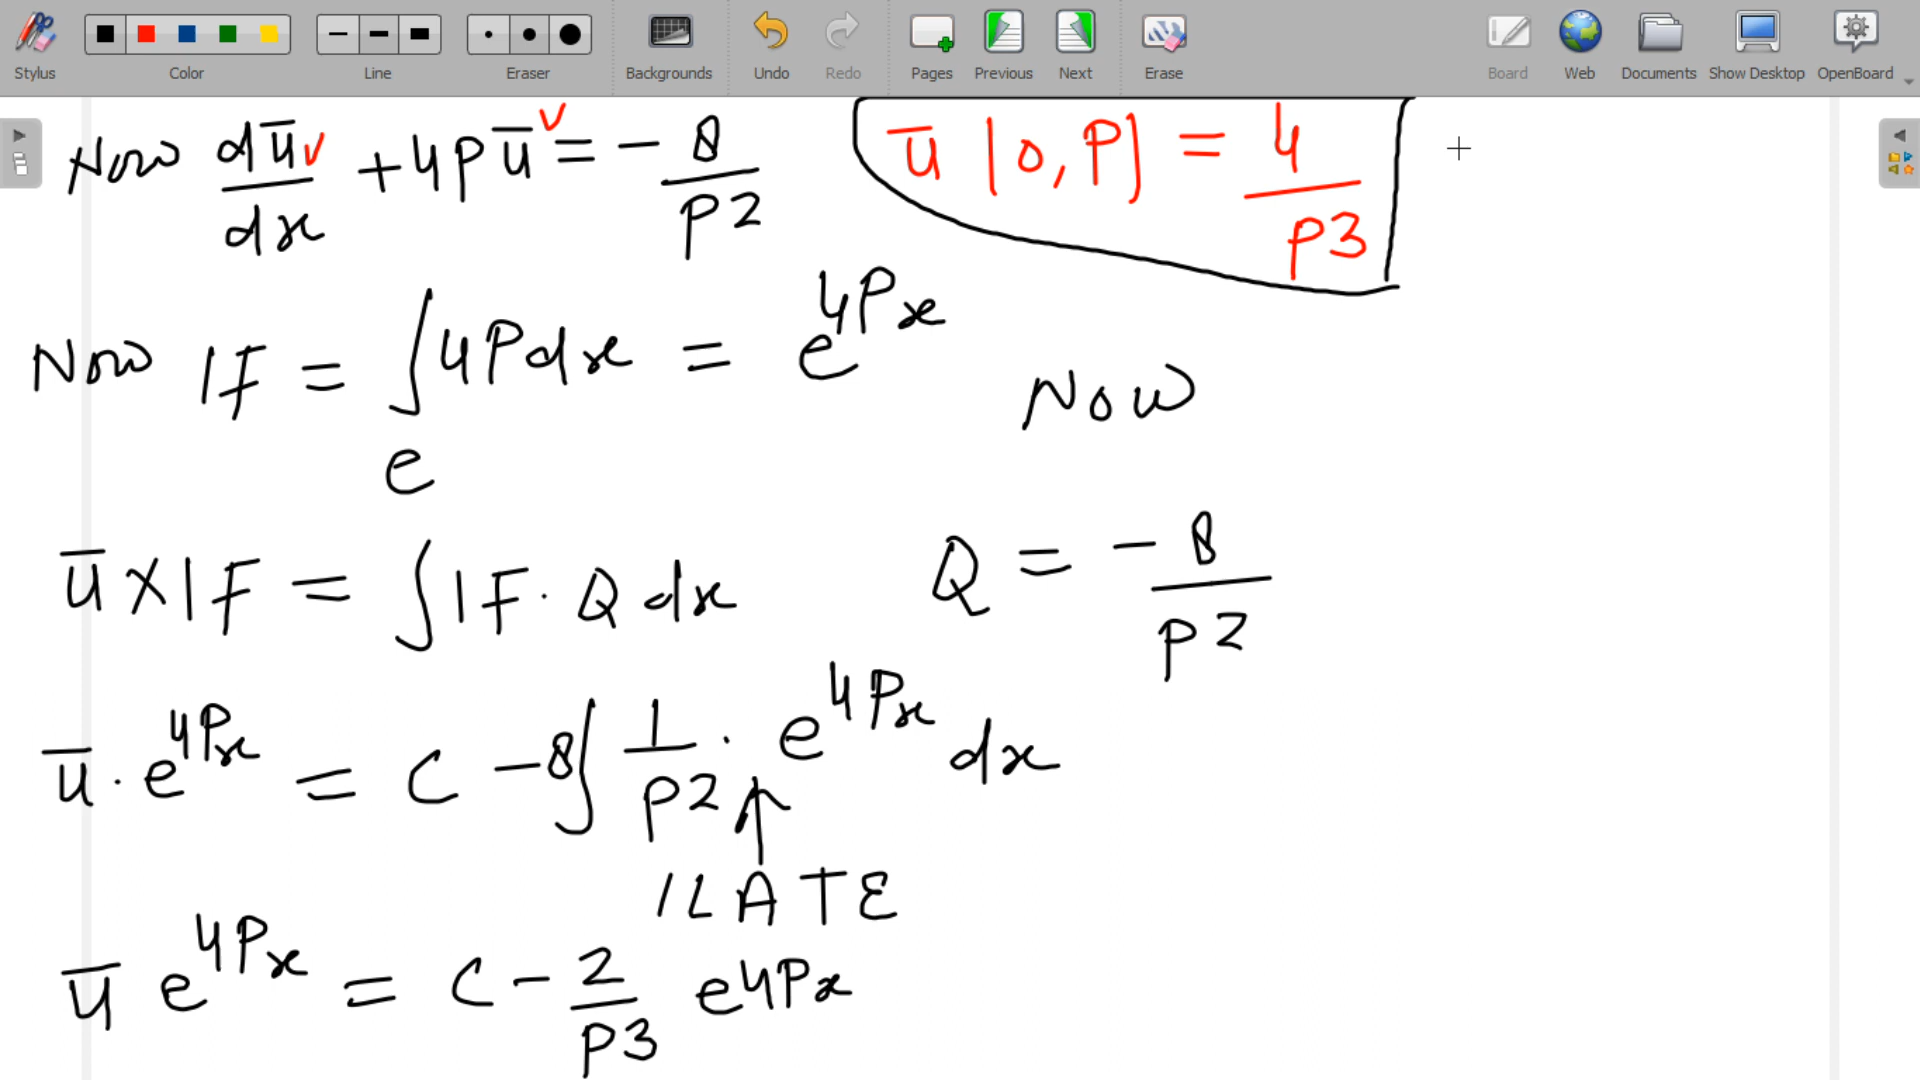 Stylus Color Line Eraser Backgrounds Undo Redo Pages Previous Next Erase Board Web Documents Show Desktop OpenBoard
Now dū/dx + 4pū = -8/p2
v v
ū(0,P) = 4/p3
Now IF = e ∫4Pdx = e^4Px
Now
ū X IF = ∫IF. Q dx
Q = -8/p2
ū . e^4Px = C - 8∫ 1/p2 . e^4Px dx
ILATE
ū e^4Px = C - 2/p3 e4Px